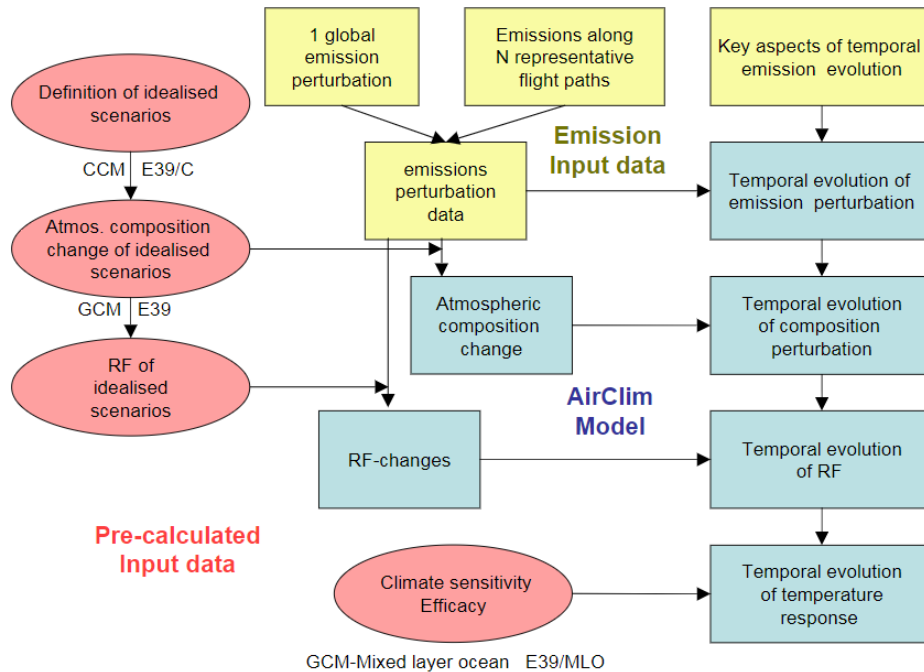 1 global
emission
perturbation
Emissions along
N representative
flight paths
Key aspects of temporal
emission evolution
Definition of idealised
scenarios
Emission
Input data
CCM E39/C
emissions
perturbation
data
Temporal evolution of
emission perturbation
Atmos. composition
change of idealised
scenarios
GCM E39
Atmospheric
composition
change
Temporal evolution
of composition
perturbation
RF of
idealised
scenarios
AirClim
Model
RF-changes
Temporal evolution
of RF
Pre-calculated
Input data
Climate sensitivity
Efficacy
Temporal evolution
of temperature
response
GCM-Mixed layer ocean E39/MLO